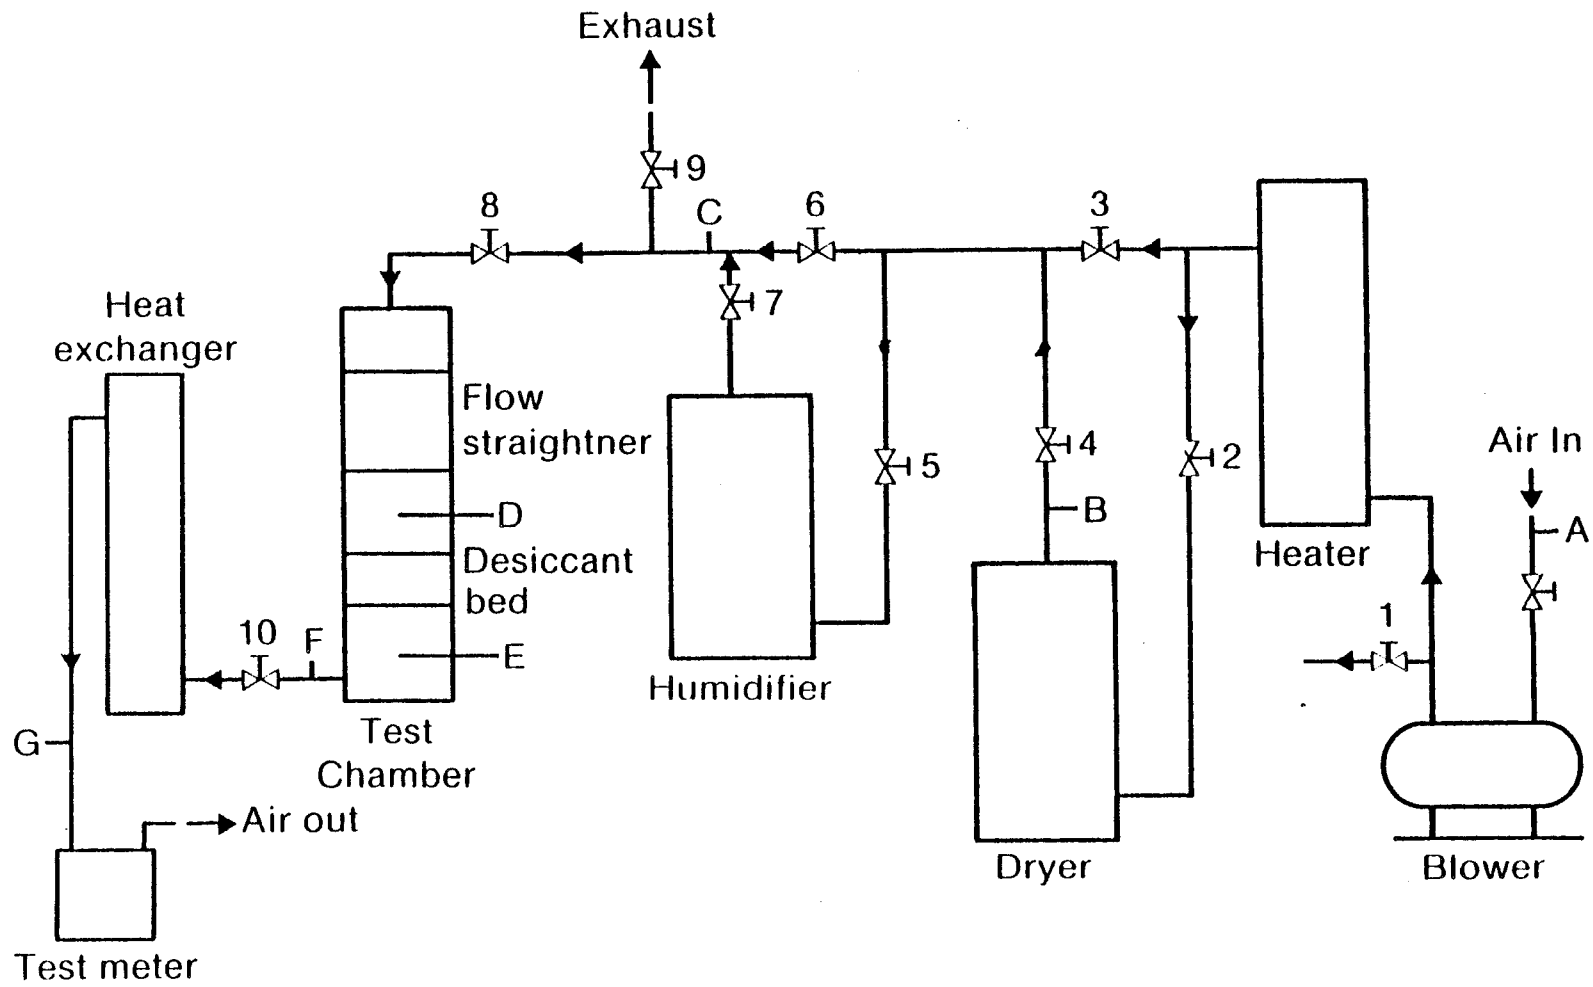 Exhaust
9
8
C
6
3
7
Heat
exchanger
Flow
straightner
5
4
2
Air In
D
B
A
Desiccant
bed
Heater
10
F
E
1
Humidifier
G
Test
Chamber
Air out
Dryer
Blower
Test meter